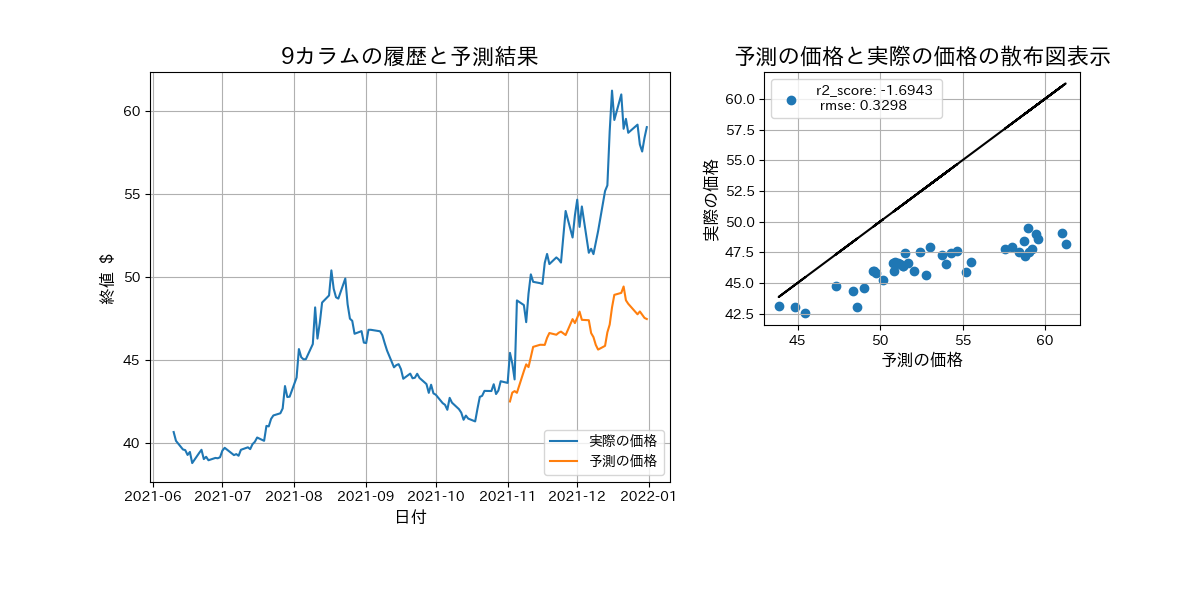 9カラムの履歴と予測結果
60
55
50
45
40
終値 $
2021-06 2021-07 2021-08 2021-09 2021-10 2021-11 2021-12 2022-01
日付
実際の価格
予測の価格
予測の価格と実際の価格の散布図表示
r2_score: -1.6943
rmse: 0.3298
60.0
57.5
55.0
52.5
50.0
47.5
45.0
42.5
実際の価格
45 50 55 60
予測の価格